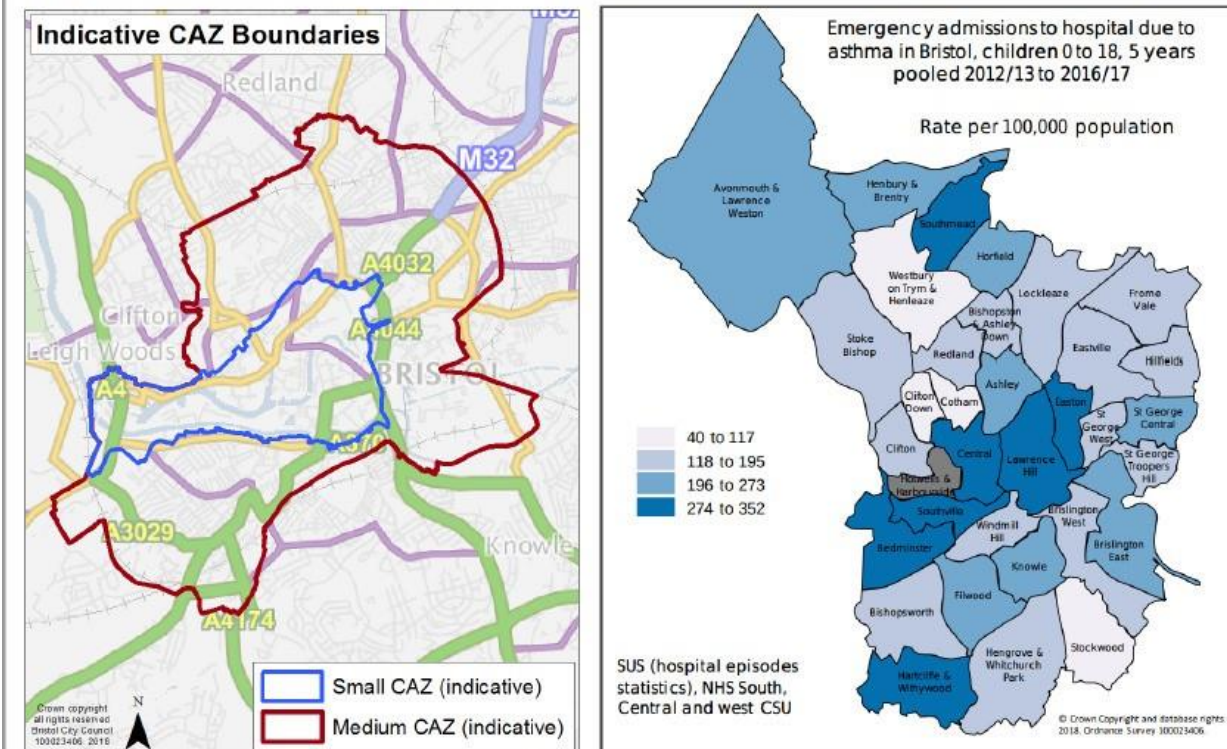 Indicative CAZ Boundaries
Redland
M32
A4032
Clifton
Leigh Woods
A4
BRISTOL
A3029
Knowle
A4174
Small CAZ (indicative)
Medium CAZ (indicative)
N
Crown copyright
all rights reserved
Bristol City Council
100023406. 2018
Emergency admissions to hospital due to
asthma in Bristol, children 0 to 18, 5 years
pooled 2012/13 to 2016/17
Rate per 100,000 population
Avonmouth &
Lawrence
Weston
Henbury &
Brentry
Southmead
Horfield
Westbury
on Trym &
Henleaze
Lockleaze
Frome
Vale
Bishopston
& Ashley
Down
Stoke
Bishop
Redland
Eastville
Hillfields
Ashley
Clifton
Down
Cotham
Easton
St
George
West
St George
Central
Clifton
Central
Lawrence
Hill
St George
Troopers
Hill
Hotwells &
Harbourside
Southville
Windmill
Hill
Brislington
West
Bedminster
Knowle
Brislington
East
Filwood
Bishopsworth
Hengrove &
Whitchurch
Park
Stockwood
Hartcliffe &
Withywood
40 to 117
118 to 195
196 to 273
274 to 352
SUS (hospital episodes
statistics), NHS South,
Central and west CSU
© Crown Copyright and database rights
2018. Ordnance Survey 100023406.